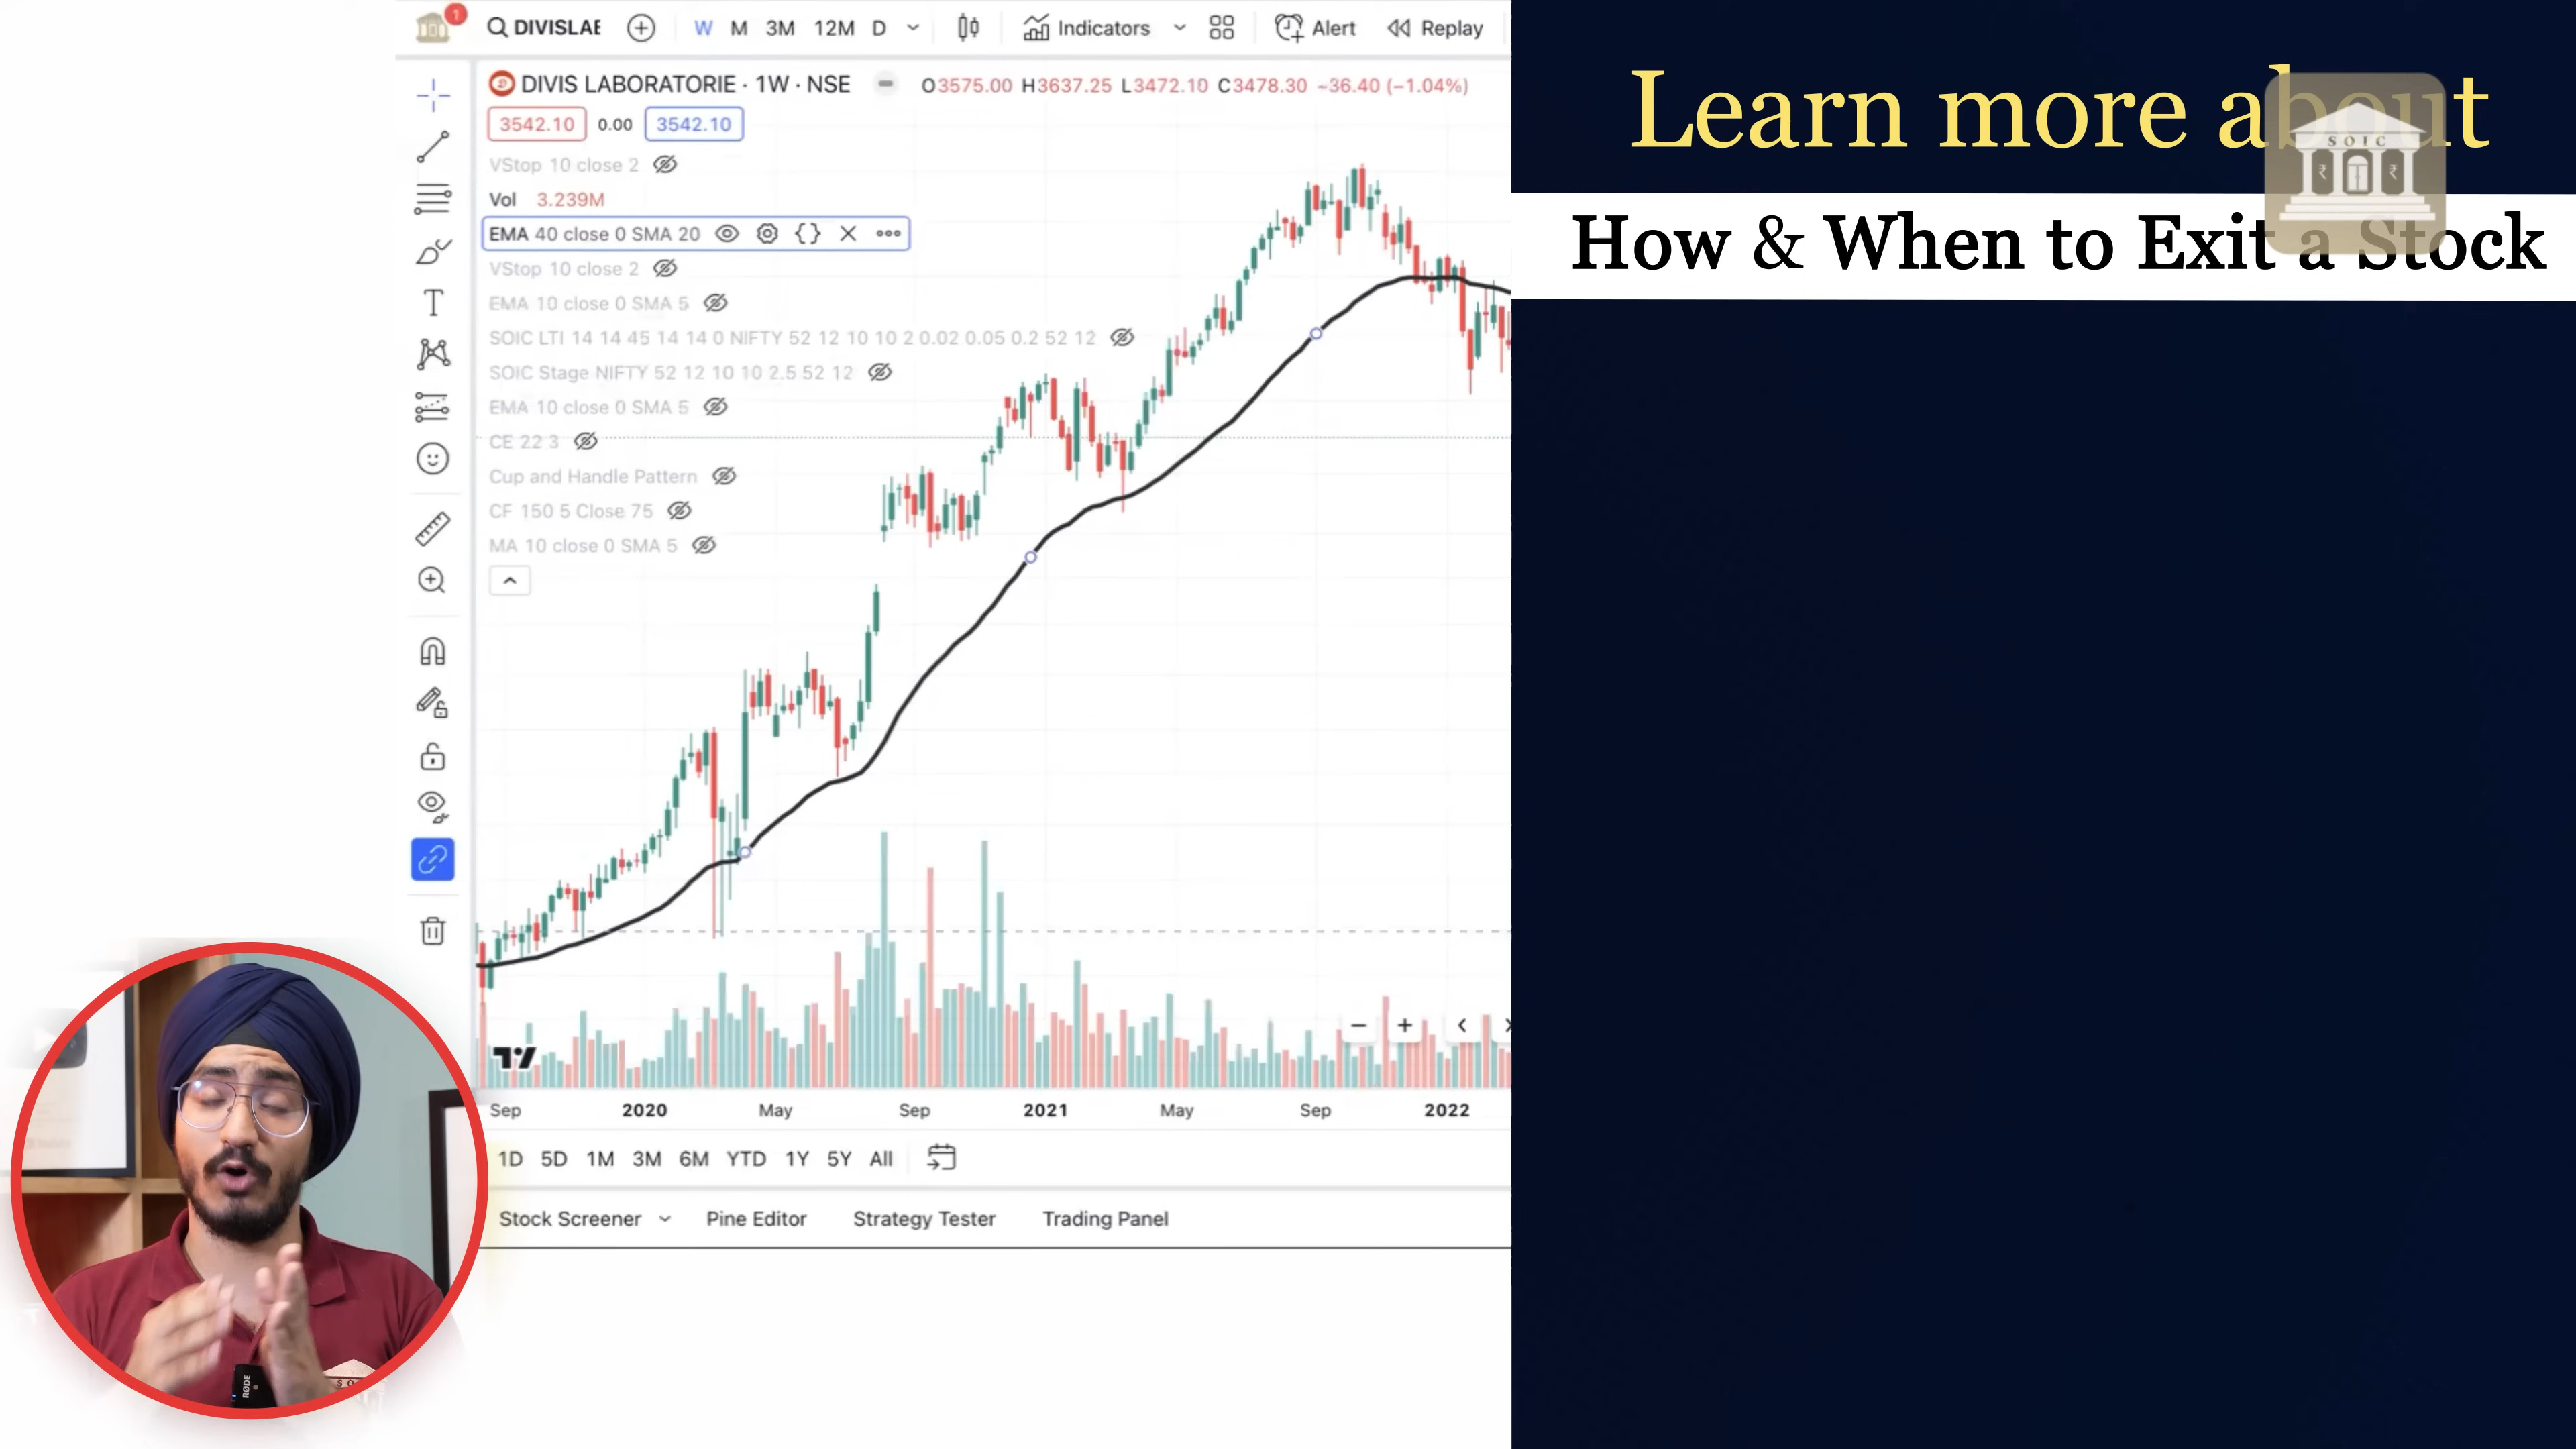 1
DIVISLAE
W M 3M 12M D
Indicators
Alert
Replay
DIVIS LABORATORIE · 1W · NSE
O3575.00 H3637.25 L3472.10 C3478.30 −36.40 (−1.04%)
3542.10 0.00 3542.10
VStop 10 close 2
Vol 3.239M
EMA 40 close 0 SMA 20
VStop 10 close 2
EMA 10 close 0 SMA 5
SOIC LTI 14 14 45 14 14 0 NIFTY 52 12 10 10 2 0.02 0.05 0.2 52 12
SOIC Stage NIFTY 52 12 10 10 2.5 52 12
EMA 10 close 0 SMA 5
CE 22 3
Cup and Handle Pattern
CF 150 5 Close 75
MA 10 close 0 SMA 5
Sep 2020 May Sep 2021 May Sep 2022
1D 5D 1M 3M 6M YTD 1Y 5Y All
Stock Screener Pine Editor Strategy Tester Trading Panel
Learn more about
SOIC
How & When to Exit a Stock
RØDE